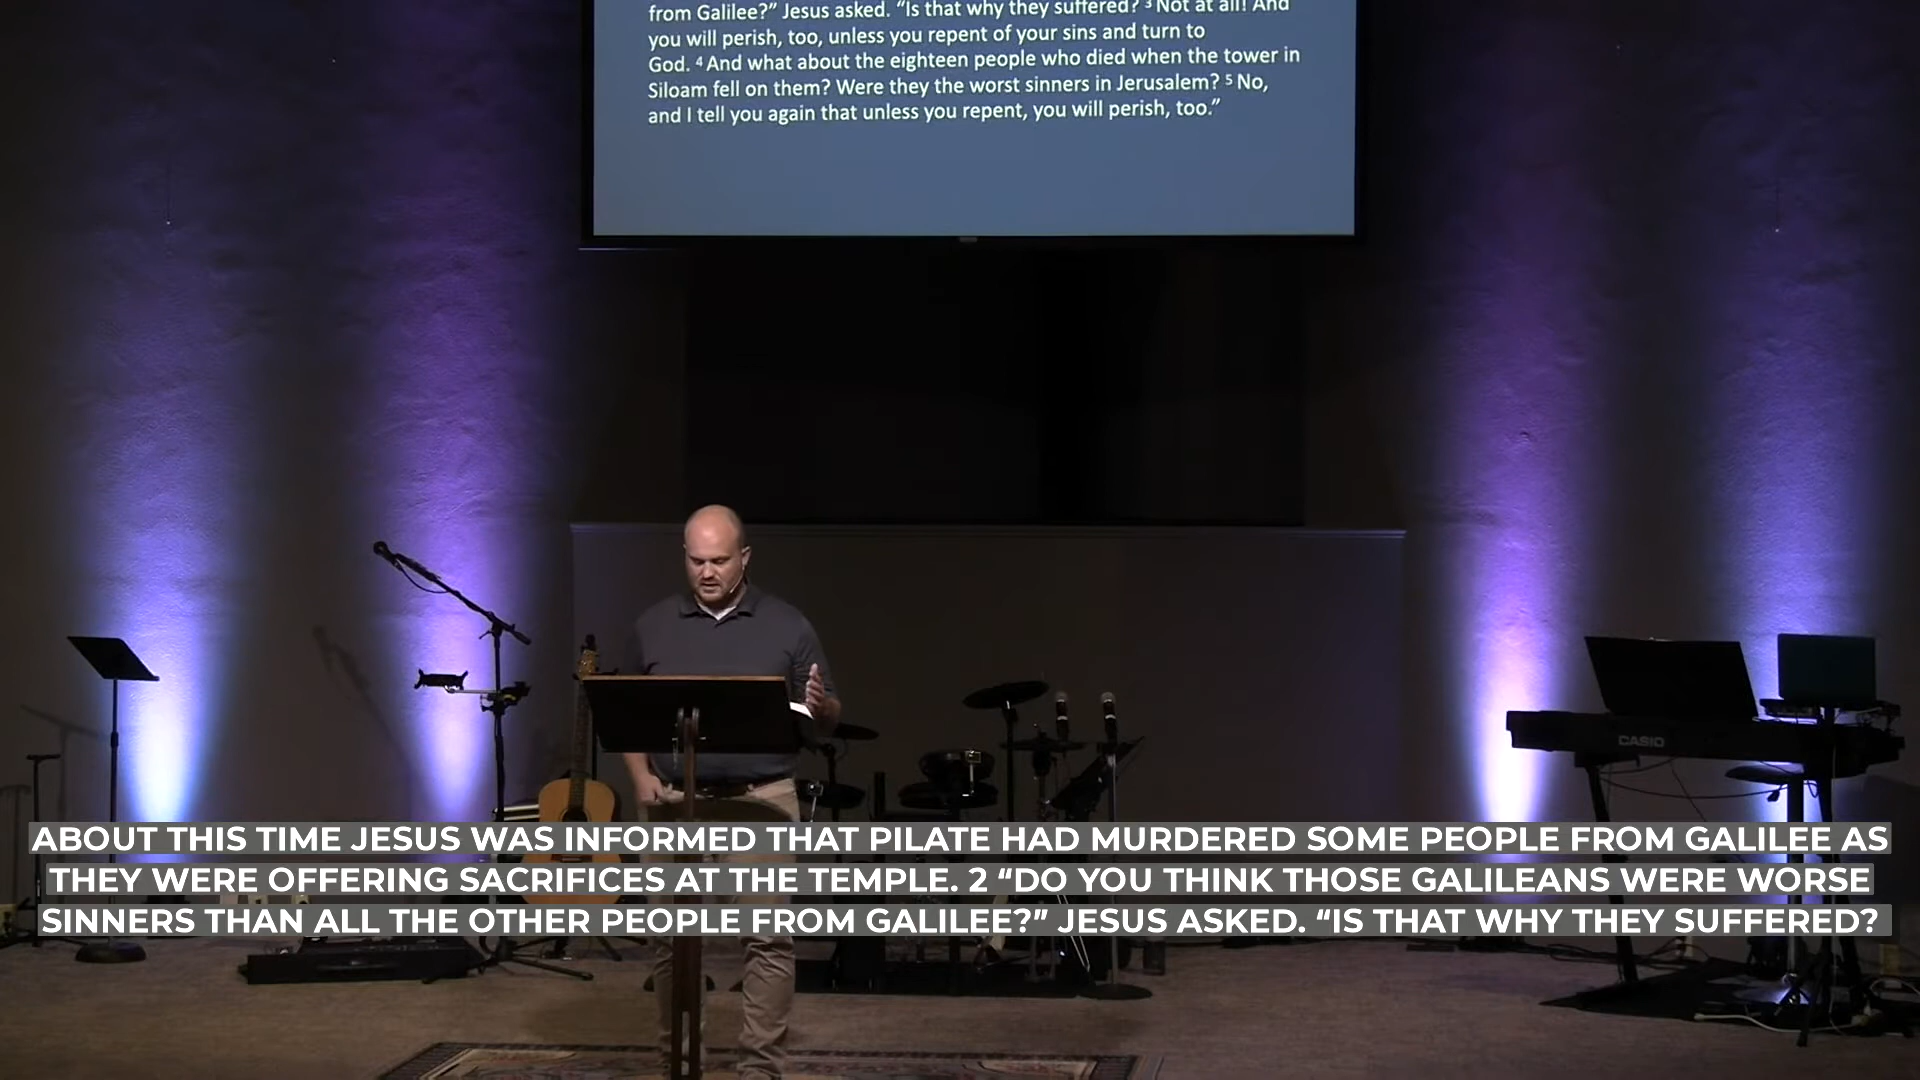 from Galilee?” Jesus asked. “Is that why they suffered? ³ Not at all! And
you will perish, too, unless you repent of your sins and turn to
God. ⁴ And what about the eighteen people who died when the tower in
Siloam fell on them? Were they the worst sinners in Jerusalem? ⁵ No,
and I tell you again that unless you repent, you will perish, too.”
CASIO
ABOUT THIS TIME JESUS WAS INFORMED THAT PILATE HAD MURDERED SOME PEOPLE FROM GALILEE AS
THEY WERE OFFERING SACRIFICES AT THE TEMPLE. 2 “DO YOU THINK THOSE GALILEANS WERE WORSE
SINNERS THAN ALL THE OTHER PEOPLE FROM GALILEE?” JESUS ASKED. “IS THAT WHY THEY SUFFERED?